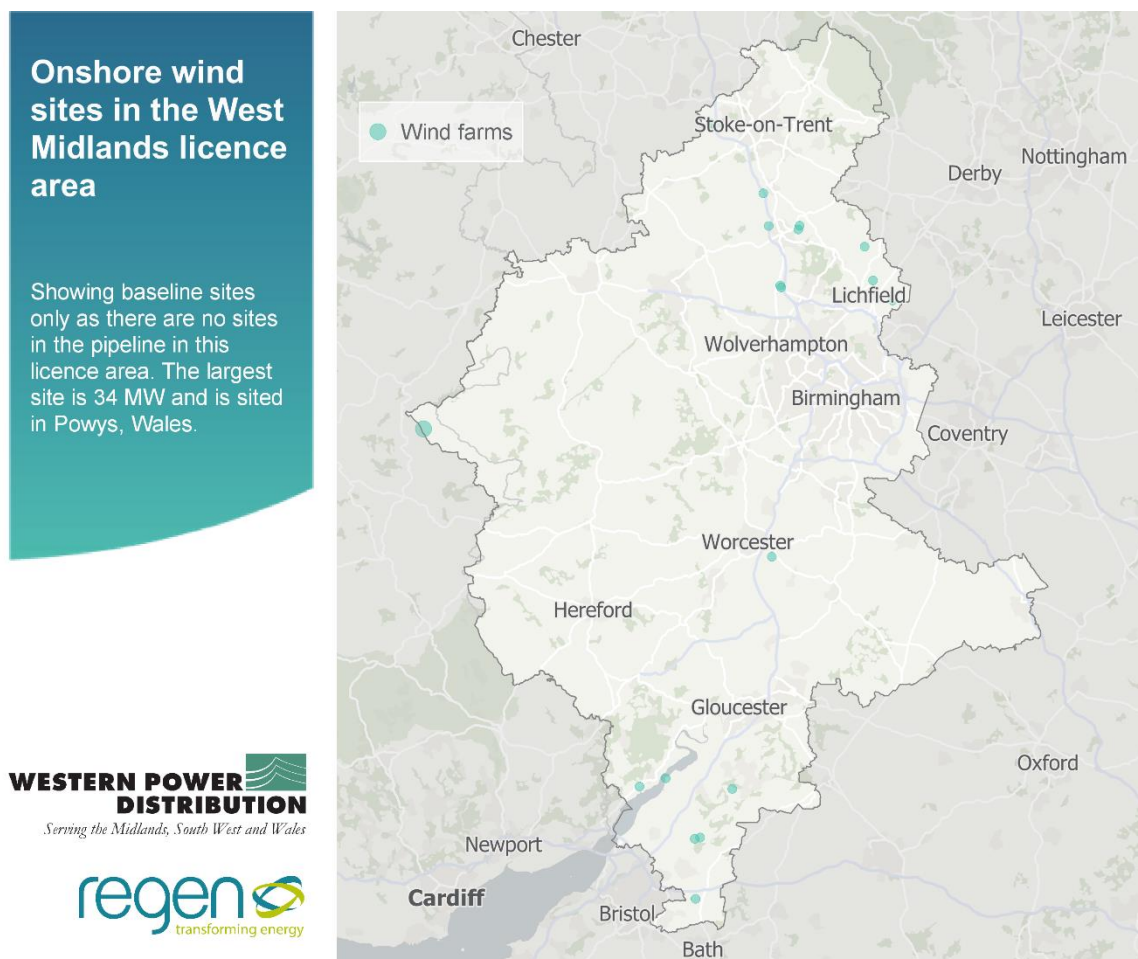 Onshore wind
sites in the West
Midlands licence
area
Showing baseline sites
only as there are no sites
in the pipeline in this
licence area. The largest
site is 34 MW and is sited
in Powys, Wales.
WESTERN POWER
DISTRIBUTION
Serving the Midlands, South West and Wales
regen
transforming energy
Wind farms
Chester
Stoke-on-Trent
Nottingham
Derby
Lichfield
Leicester
Wolverhampton
Birmingham
Coventry
Worcester
Hereford
Gloucester
Oxford
Newport
Cardiff
Bristol
Bath